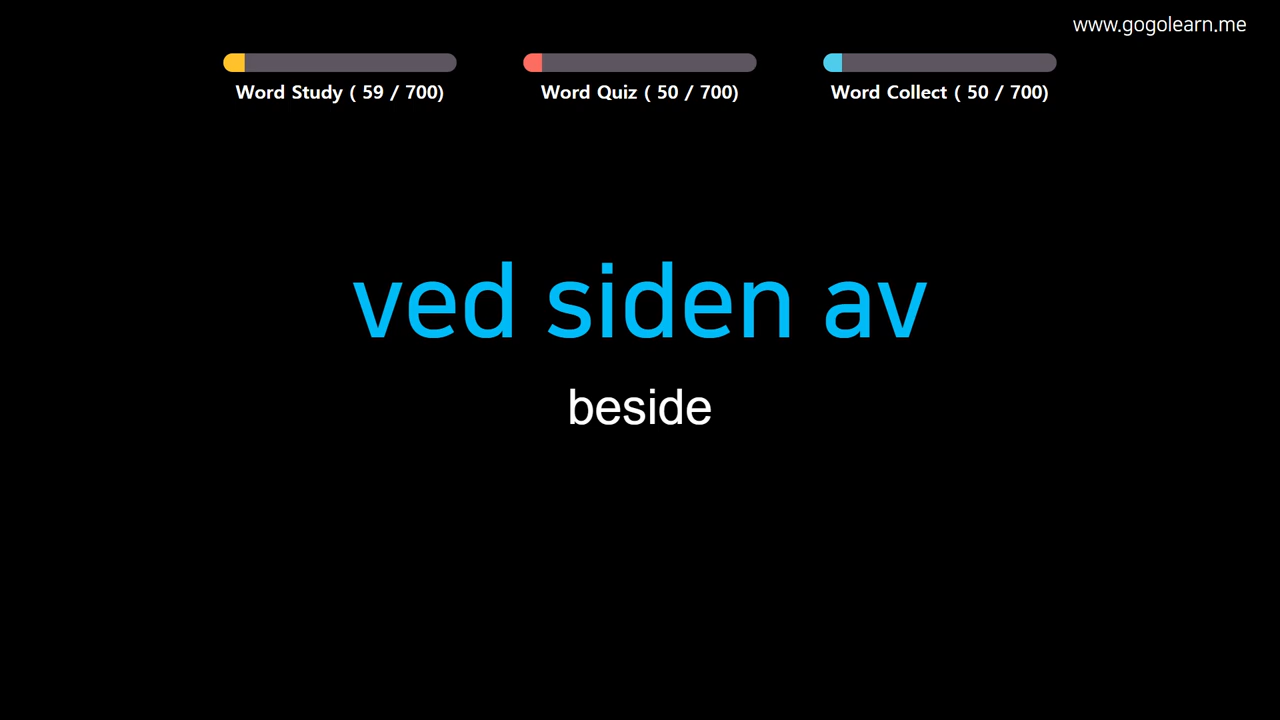 www.gogolearn.me
Word Study ( 59 / 700)
Word Quiz ( 50 / 700)
Word Collect ( 50 / 700)
ved siden av
beside